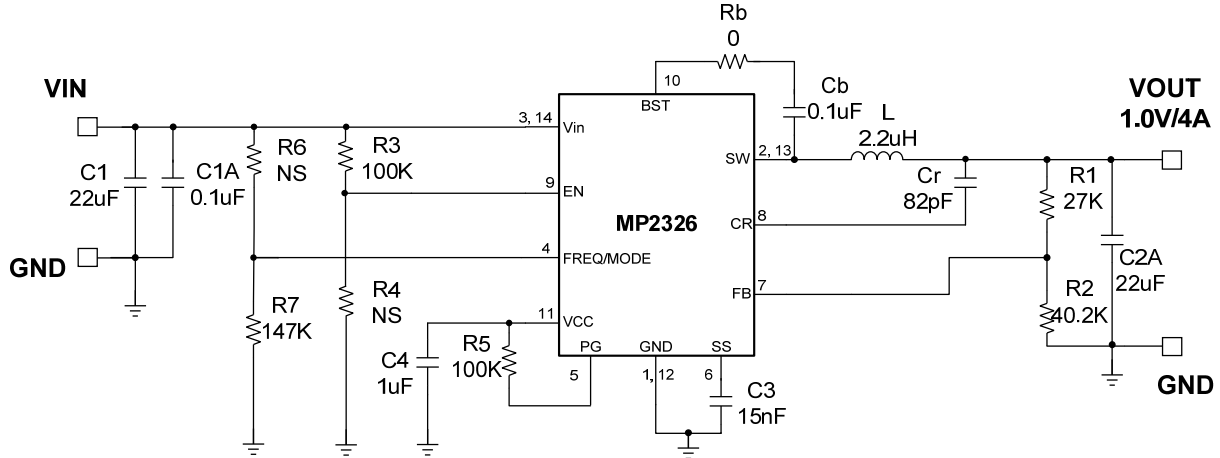 Rb
0
10
BST
Cb
0.1uF
VIN
VOUT
1.0V/4A
3, 14
Vin
L
2.2uH
R6
NS
R3
100K
SW
2, 13
C1
22uF
C1A
0.1uF
Cr
82pF
R1
27K
9
EN
MP2326
CR
8
GND
4
FREQ/MODE
C2A
22uF
FB
7
R7
147K
R4
NS
R2
40.2K
11
VCC
C4
1uF
R5
100K
PG
GND
SS
5
1, 12
6
C3
15nF
GND